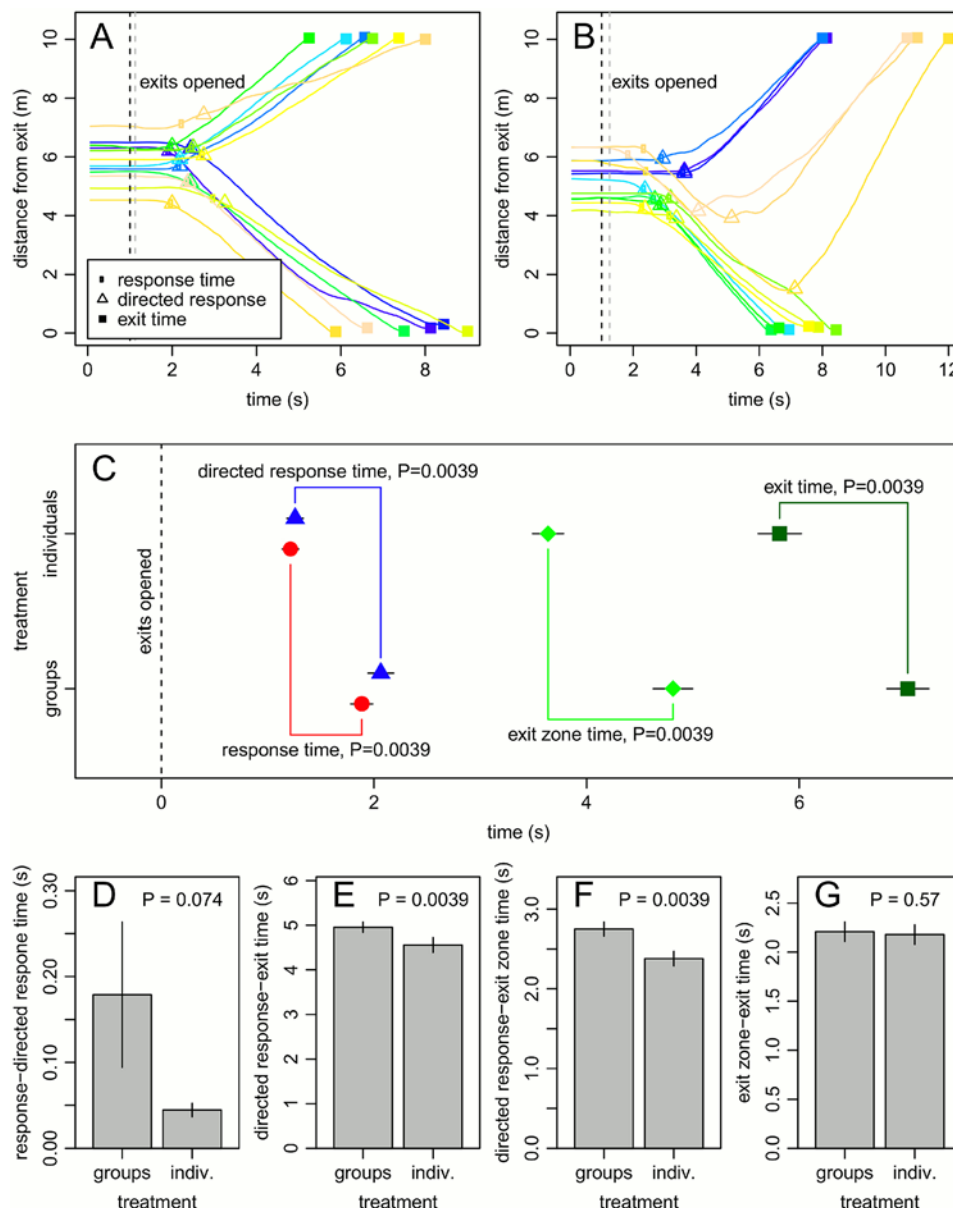 A
exits opened
distance from exit (m)
0
2
4
6
8
10
response time
directed response
exit time
0 2 4 6 8
time (s)
B
exits opened
distance from exit (m)
0
2
4
6
8
10
0 2 4 6 8 10 12
time (s)
C
directed response time, P=0.0039
exit time, P=0.0039
treatment
individuals
groups
exits opened
response time, P=0.0039
exit zone time, P=0.0039
0 2 4 6
time (s)
D
P = 0.074
response−directed respone time (s)
0.00
0.10
0.20
0.30
groups indiv.
treatment
E
P = 0.0039
directed response−exit time (s)
0
1
2
3
4
5
6
groups indiv.
treatment
F
P = 0.0039
directed response−exit zone time (s)
0.0
1.0
2.0
3.0
groups indiv.
treatment
G
P = 0.57
exit zone−exit time (s)
0.0
0.5
1.0
1.5
2.0
2.5
groups indiv.
treatment